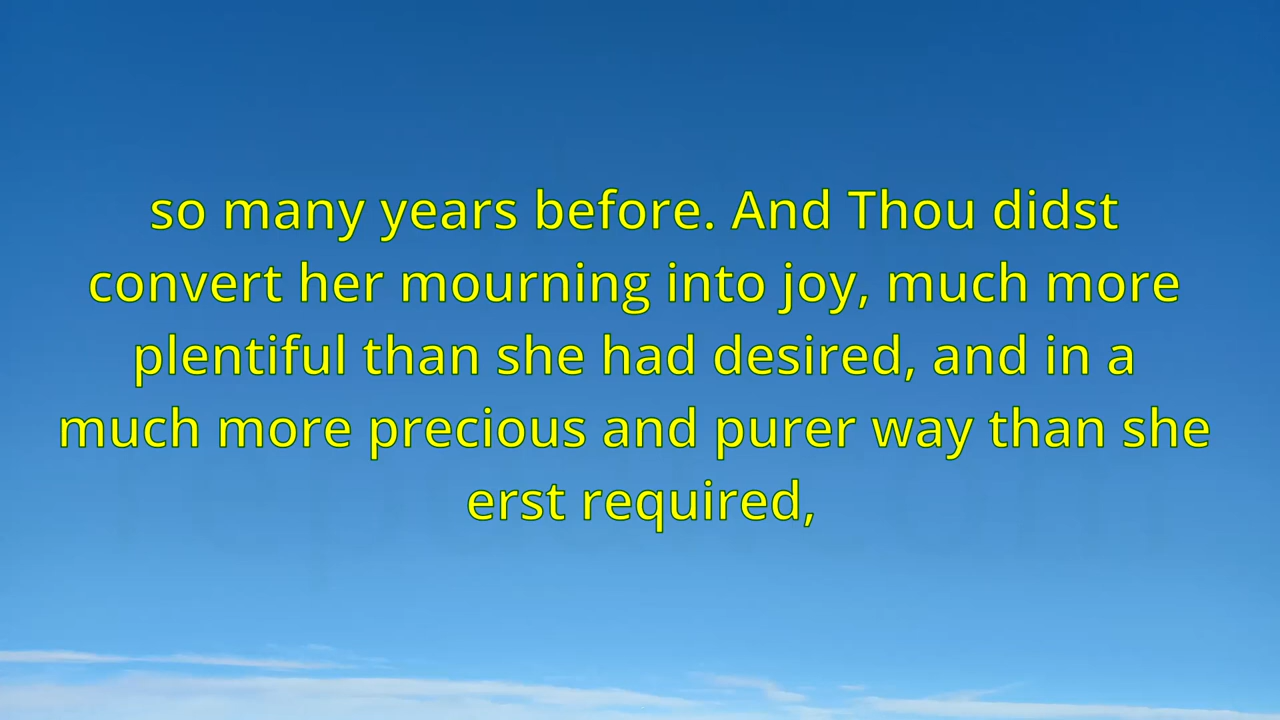 so many years before. And Thou didst
convert her mourning into joy, much more
plentiful than she had desired, and in a
much more precious and purer way than she
erst required,